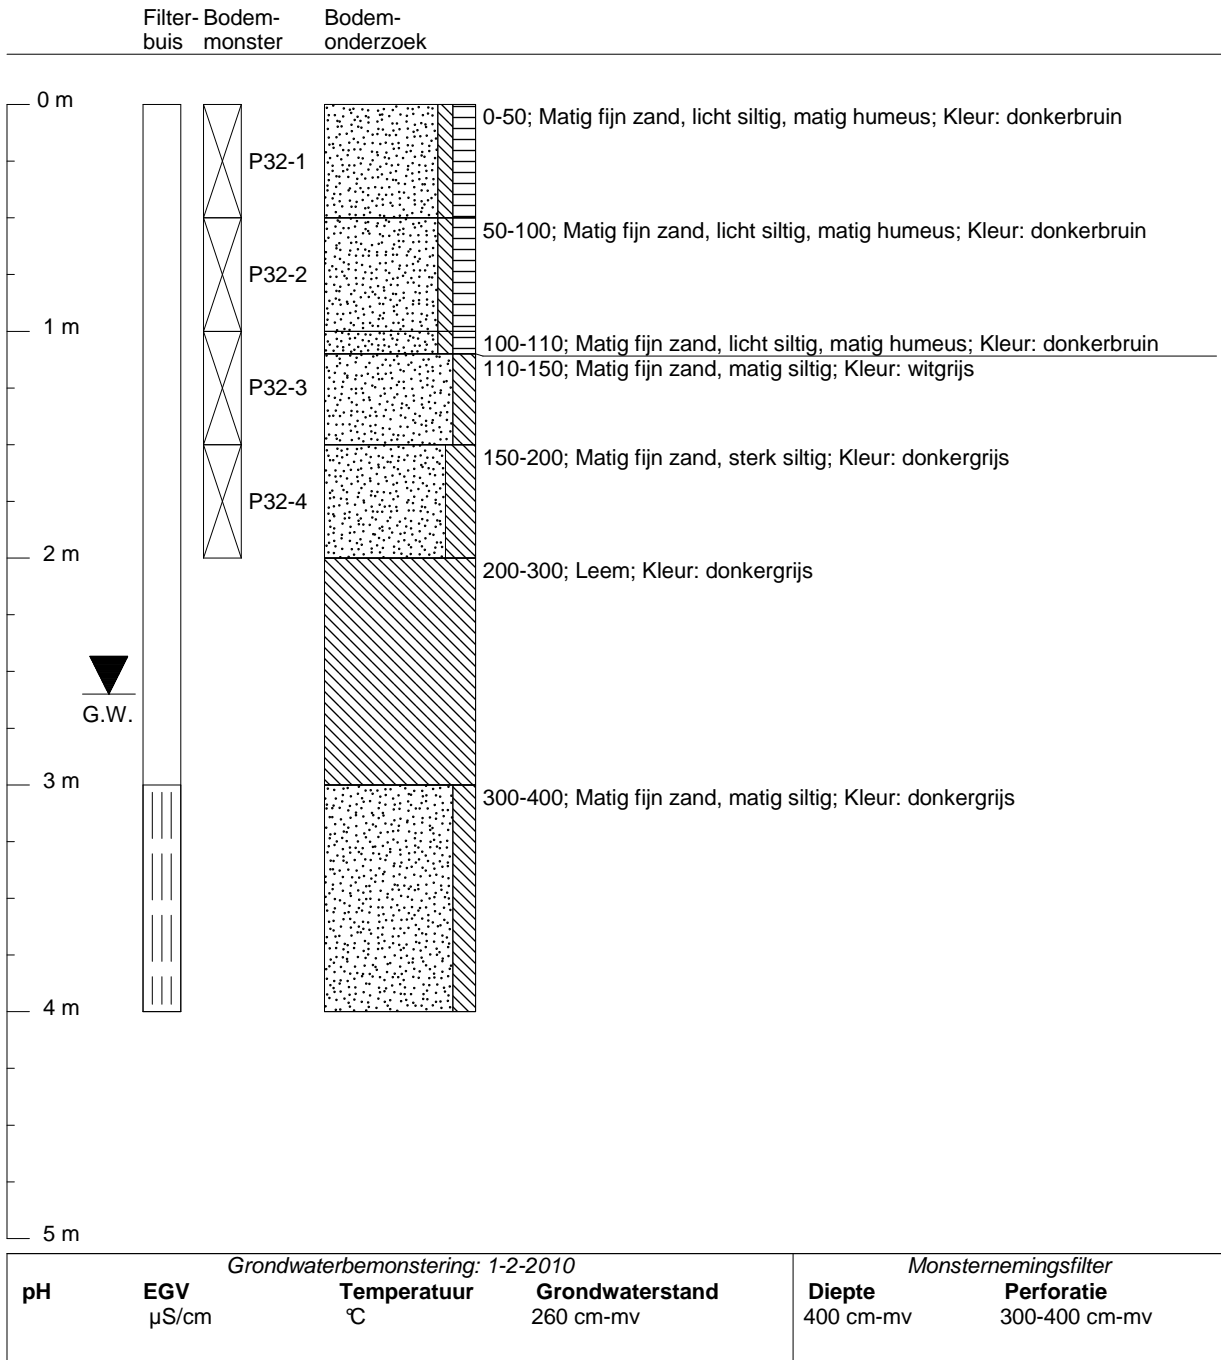 Filter- Bodem- Bodem-
buis monster onderzoek
0 m
0-50; Matig fijn zand, licht siltig, matig humeus; Kleur: donkerbruin
P32-1
50-100; Matig fijn zand, licht siltig, matig humeus; Kleur: donkerbruin
P32-2
1 m
100-110; Matig fijn zand, licht siltig, matig humeus; Kleur: donkerbruin
110-150; Matig fijn zand, matig siltig; Kleur: witgrijs
P32-3
150-200; Matig fijn zand, sterk siltig; Kleur: donkergrijs
P32-4
2 m
200-300; Leem; Kleur: donkergrijs
G.W.
3 m
300-400; Matig fijn zand, matig siltig; Kleur: donkergrijs
4 m
5 m
Grondwaterbemonstering: 1-2-2010 Monsternemingsfilter
pH EGV Temperatuur Grondwaterstand Diepte Perforatie
µS/cm °C 260 cm-mv 400 cm-mv 300-400 cm-mv